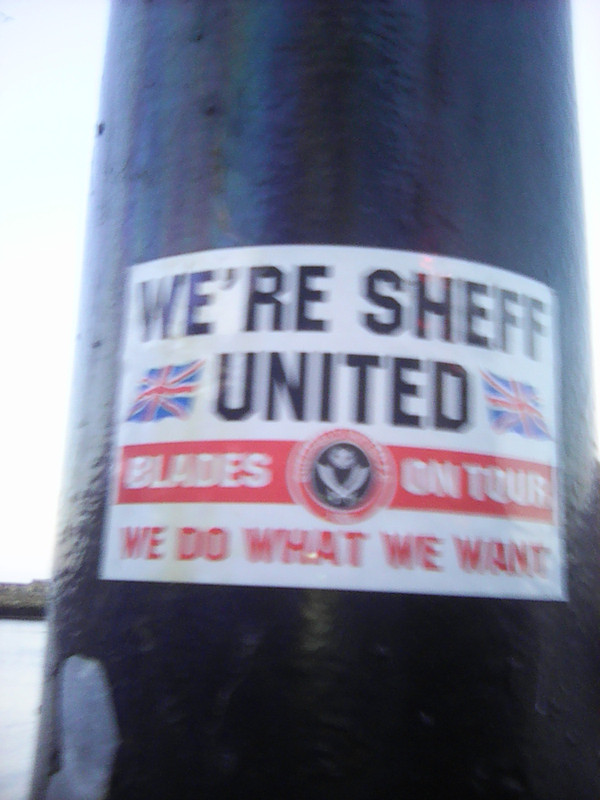 WE'RE SHEFF
UNITED
BLADES ON TOUR
WE DO WHAT WE WANT